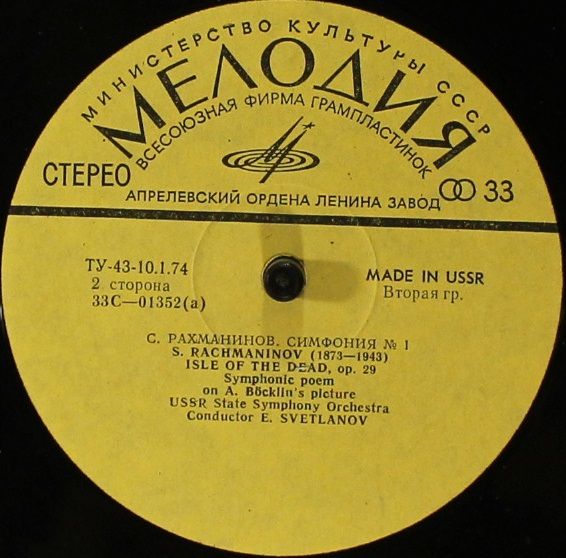 МИНИСТЕРСТВО КУЛЬТУРЫ СССР
МЕЛОДИЯ
ВСЕСОЮЗНАЯ ФИРМА ГРАМПЛАСТИНОК
СТЕРЕО
33
АПРЕЛЕВСКИЙ ОРДЕНА ЛЕНИНА ЗАВОД
ТУ-43-10.1.74
2 сторона
33С—01352(а)
MADE IN USSR
Вторая гр.
С. РАХМАНИНОВ. СИМФОНИЯ № 1
S. RACHMANINOV (1873—1943)
ISLE OF THE DEAD, op. 29
Symphonic poem
on A. Böcklin's picture
USSR State Symphony Orchestra
Conductor E. SVETLANOV